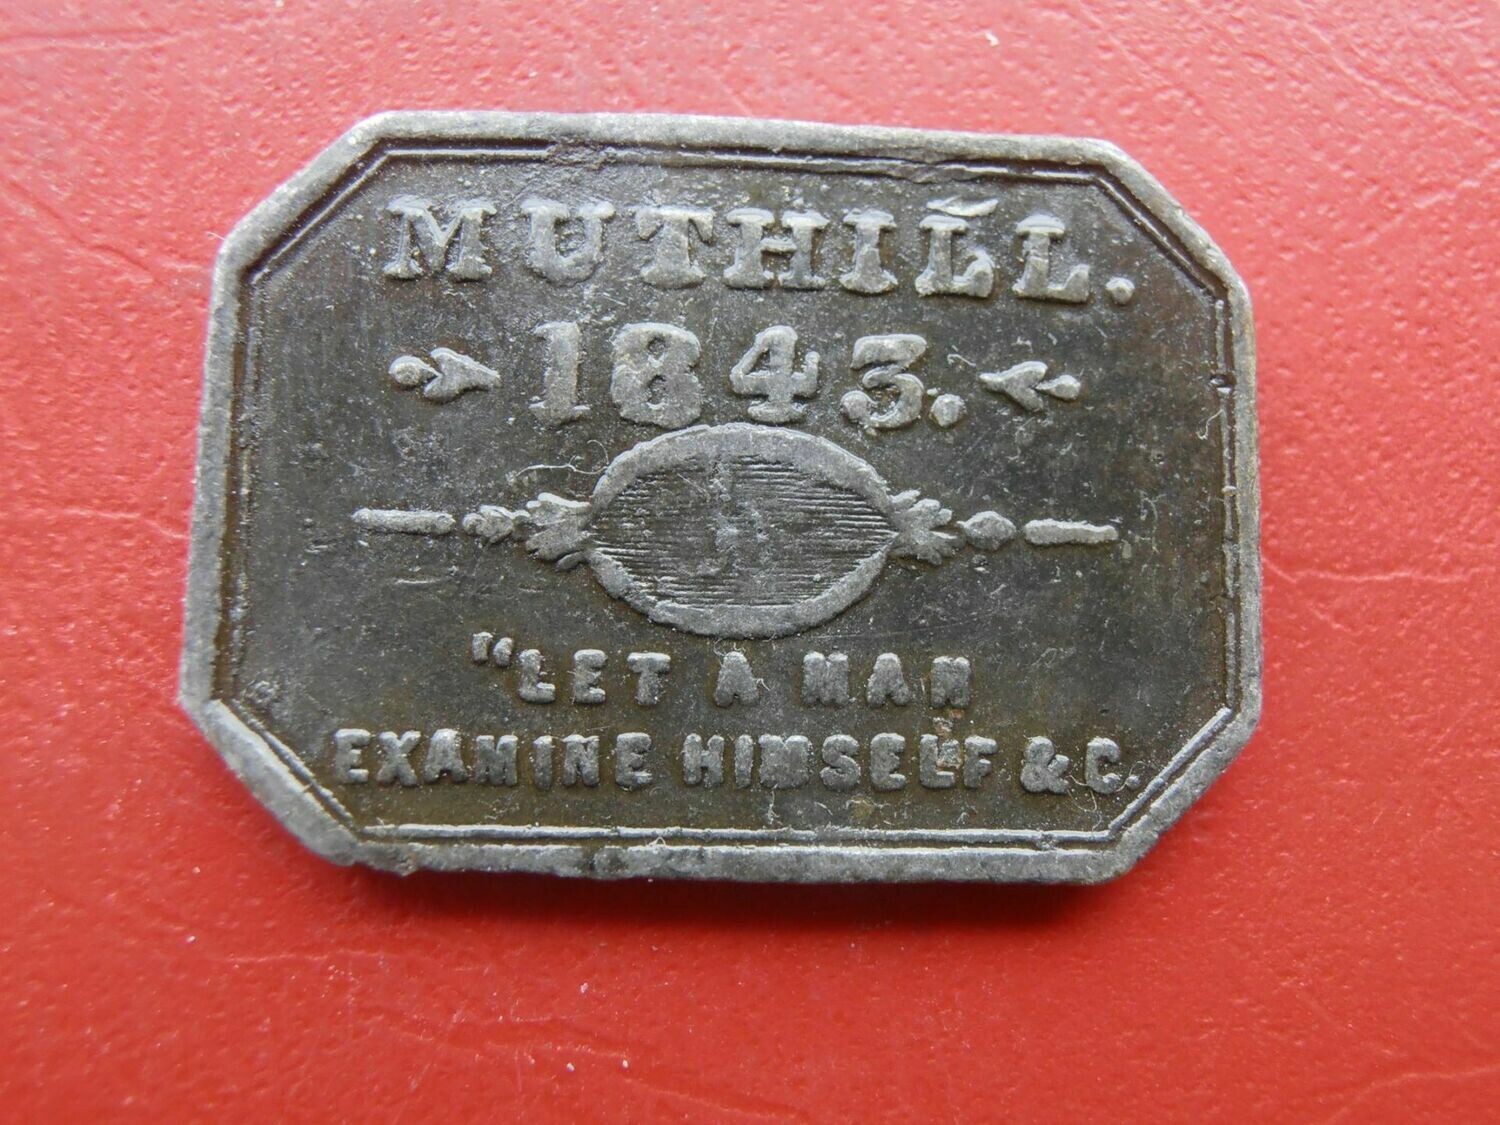 MUTHILL.
1843.
"LET A MAN
EXAMINE HIMSELF & C.